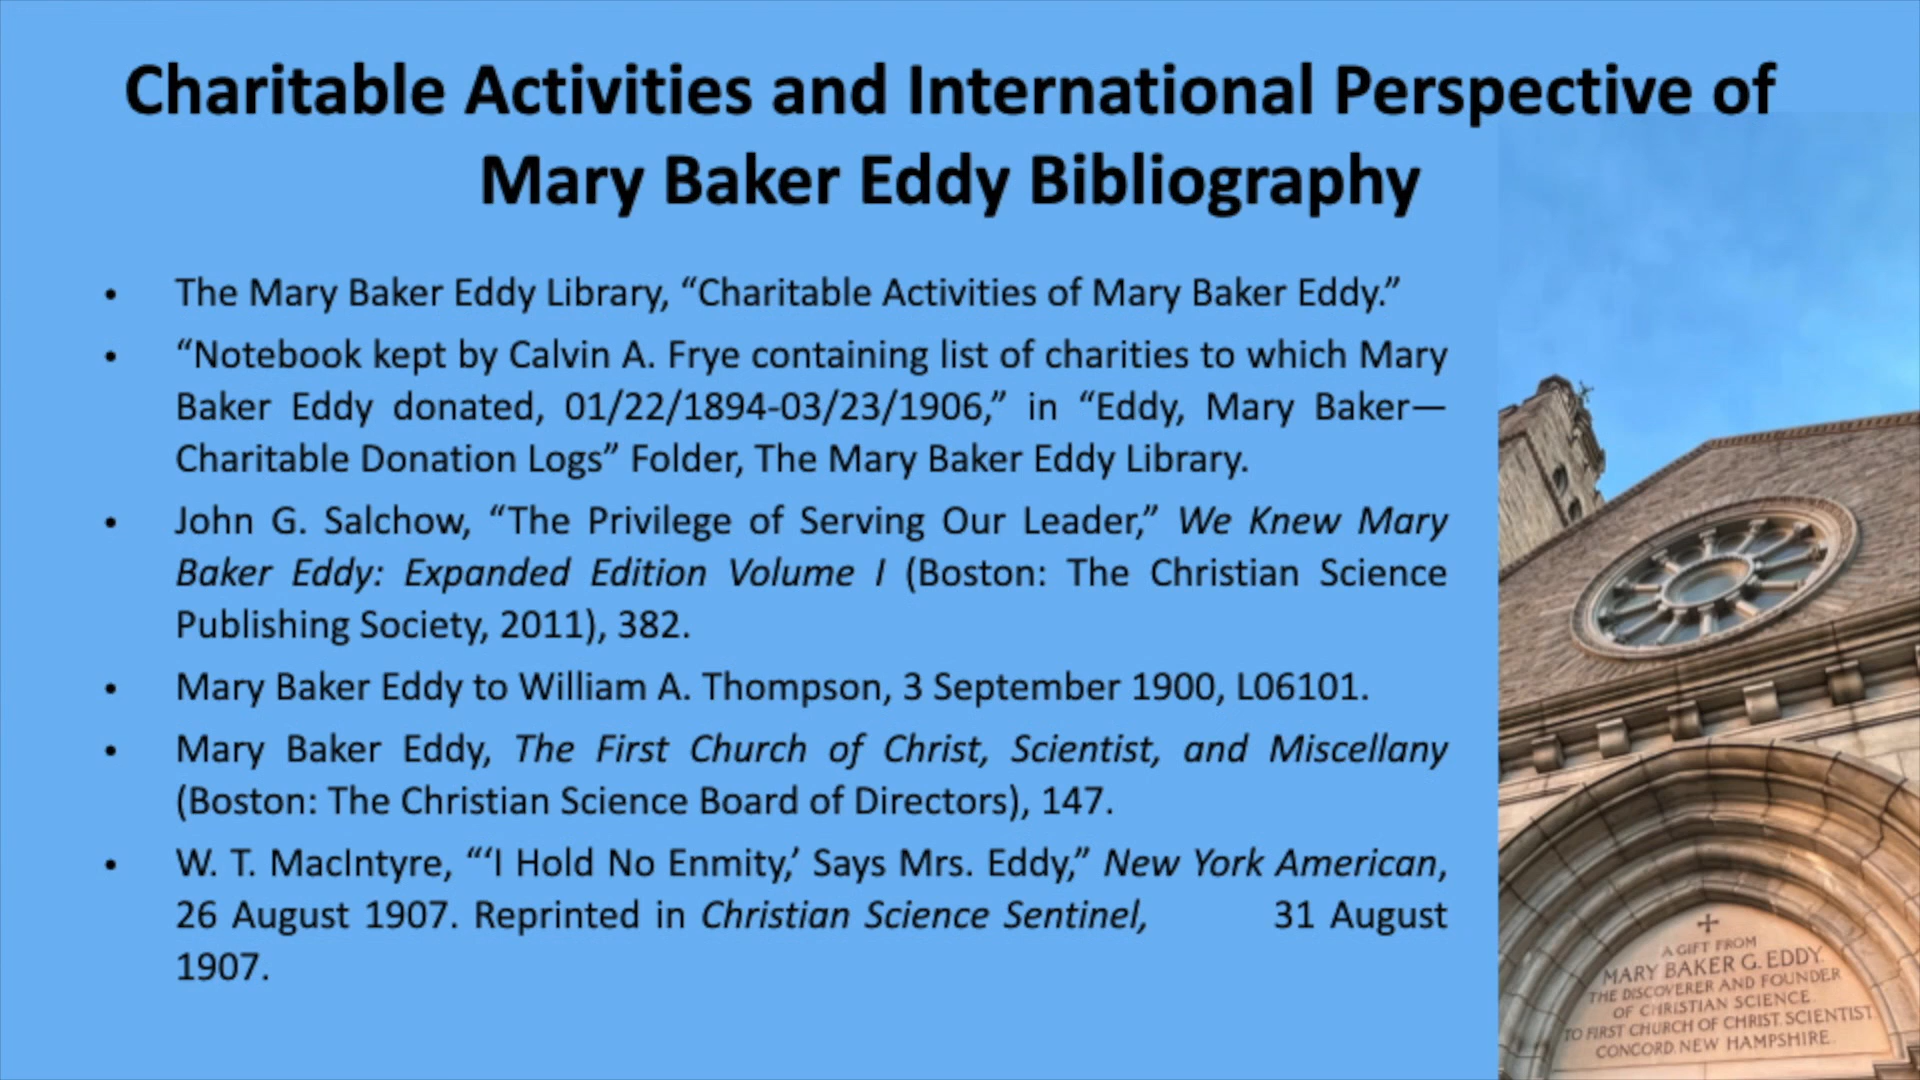 Charitable Activities and International Perspective of
Mary Baker Eddy Bibliography
• The Mary Baker Eddy Library, “Charitable Activities of Mary Baker Eddy.”
• “Notebook kept by Calvin A. Frye containing list of charities to which Mary
Baker Eddy donated, 01/22/1894-03/23/1906,” in “Eddy, Mary Baker—
Charitable Donation Logs” Folder, The Mary Baker Eddy Library.
• John G. Salchow, “The Privilege of Serving Our Leader,” We Knew Mary
Baker Eddy: Expanded Edition Volume I (Boston: The Christian Science
Publishing Society, 2011), 382.
• Mary Baker Eddy to William A. Thompson, 3 September 1900, L06101.
• Mary Baker Eddy, The First Church of Christ, Scientist, and Miscellany
(Boston: The Christian Science Board of Directors), 147.
• W. T. MacIntyre, “‘I Hold No Enmity,’ Says Mrs. Eddy,” New York American,
26 August 1907. Reprinted in Christian Science Sentinel, 31 August
1907.
A GIFT FROM
MARY BAKER G. EDDY
THE DISCOVERER AND FOUNDER
OF CHRISTIAN SCIENCE
TO FIRST CHURCH OF CHRIST, SCIENTIST
CONCORD, NEW HAMPSHIRE.